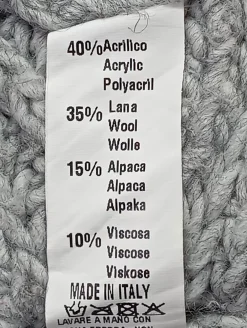 40% Acrilico
Acrylic
Polyacril
35% Lana
Wool
Wolle
15% Alpaca
Alpaca
Alpaka
10% Viscosa
Viscose
Viskose
MADE IN ITALY
LAVARE A MANO CON